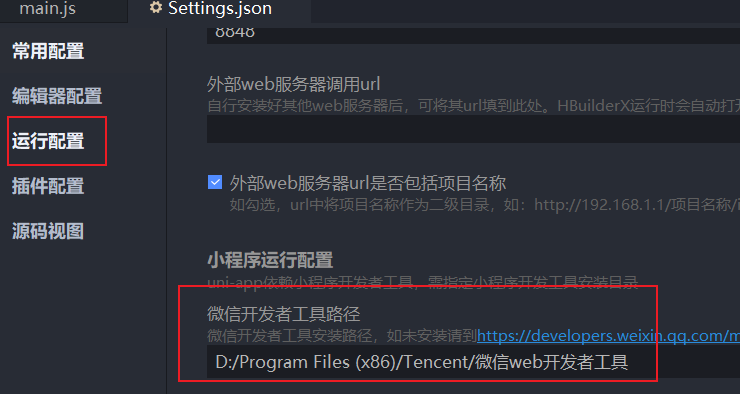 main.js
Settings.json
常用配置
编辑器配置
运行配置
插件配置
源码视图
8848
外部web服务器调用url
自行安装好其他web服务器后，可将其url填到此处。HBuilderX运行时会自动打开
外部web服务器url是否包括项目名称
如勾选，url中将项目名称作为二级目录，如：http://192.168.1.1/项目名称/i
小程序运行配置
uni-app依赖小程序开发者工具，需指定小程序开发工具安装目录
微信开发者工具路径
微信开发者工具安装路径，如未安装请到https://developers.weixin.qq.com/m
D:/Program Files (x86)/Tencent/微信web开发者工具